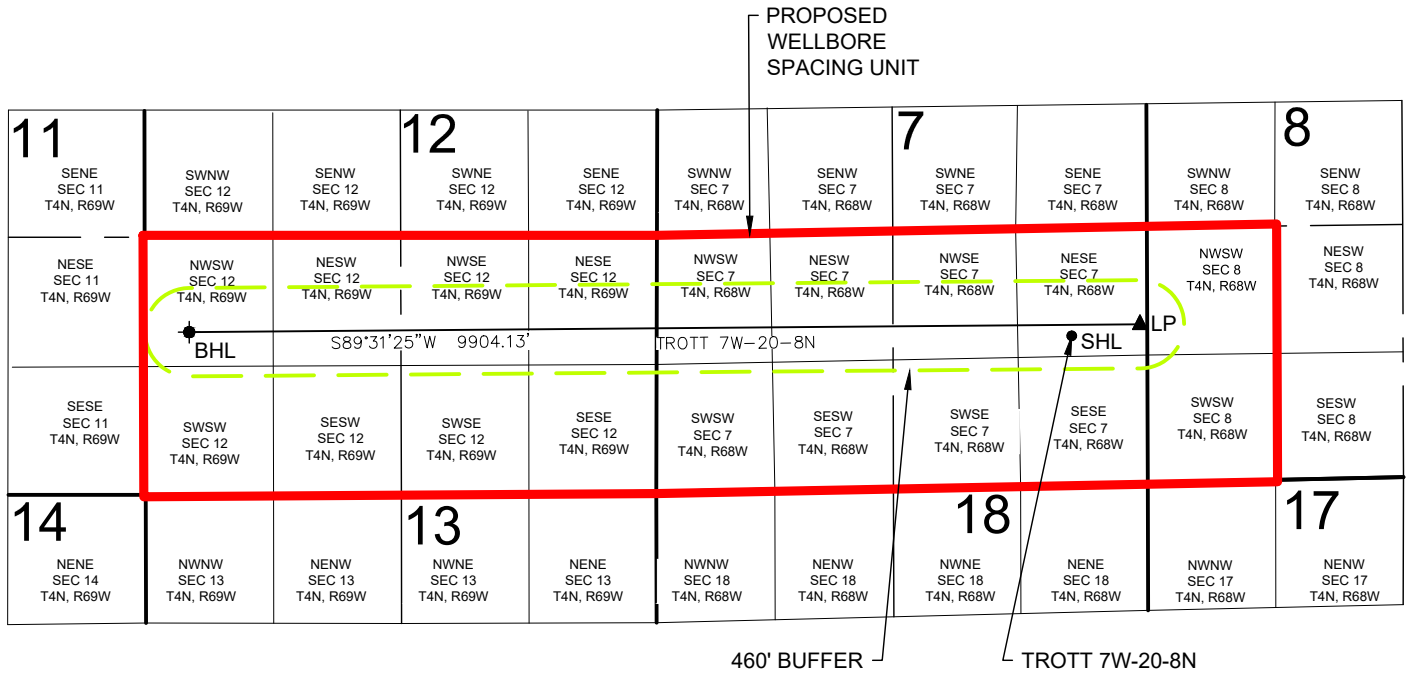 PROPOSED
WELLBORE
SPACING UNIT
11
12
7
8
SENE
SEC 11
T4N, R69W
SWNW
SEC 12
T4N, R69W
SENW
SEC 12
T4N, R69W
SWNE
SEC 12
T4N, R69W
SENE
SEC 12
T4N, R69W
SWNW
SEC 7
T4N, R68W
SENW
SEC 7
T4N, R68W
SWNE
SEC 7
T4N, R68W
SENE
SEC 7
T4N, R68W
SWNW
SEC 8
T4N, R68W
SENW
SEC 8
T4N, R68W
NESE
SEC 11
T4N, R69W
NWSW
SEC 12
T4N, R69W
NESW
SEC 12
T4N, R69W
NWSE
SEC 12
T4N, R69W
NESE
SEC 12
T4N, R69W
NWSW
SEC 7
T4N, R68W
NESW
SEC 7
T4N, R68W
NWSE
SEC 7
T4N, R68W
NESE
SEC 7
T4N, R68W
NWSW
SEC 8
T4N, R68W
NESW
SEC 8
T4N, R68W
BHL
S89°31'25"W 9904.13'
TROTT 7W-20-8N
SHL
LP
SESE
SEC 11
T4N, R69W
SWSW
SEC 12
T4N, R69W
SESW
SEC 12
T4N, R69W
SWSE
SEC 12
T4N, R69W
SESE
SEC 12
T4N, R69W
SWSW
SEC 7
T4N, R68W
SESW
SEC 7
T4N, R68W
SWSE
SEC 7
T4N, R68W
SESE
SEC 7
T4N, R68W
SWSW
SEC 8
T4N, R68W
SESW
SEC 8
T4N, R68W
14
13
18
17
NENE
SEC 14
T4N, R69W
NWNW
SEC 13
T4N, R69W
NENW
SEC 13
T4N, R69W
NWNE
SEC 13
T4N, R69W
NENE
SEC 13
T4N, R69W
NWNW
SEC 18
T4N, R68W
NENW
SEC 18
T4N, R68W
NWNE
SEC 18
T4N, R68W
NENE
SEC 18
T4N, R68W
NWNW
SEC 17
T4N, R68W
NENW
SEC 17
T4N, R68W
460' BUFFER
TROTT 7W-20-8N